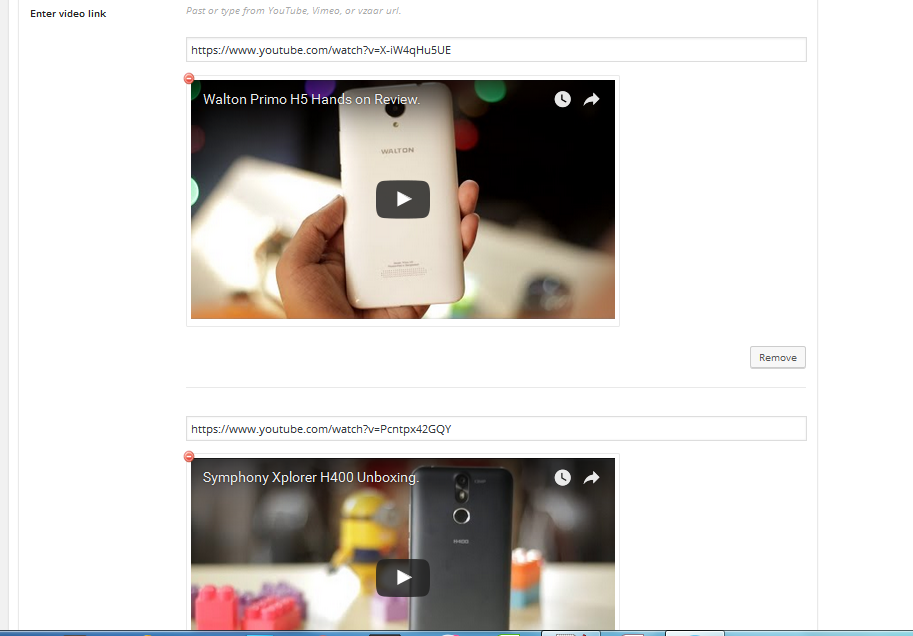 Enter video link
Past or type from YouTube, Vimeo, or vzaar url.
https://www.youtube.com/watch?v=X-iW4qHu5UE
Walton Primo H5 Hands on Review.
WALTON
Remove
https://www.youtube.com/watch?v=Pcntpx42GQY
Symphony Xplorer H400 Unboxing.
H400